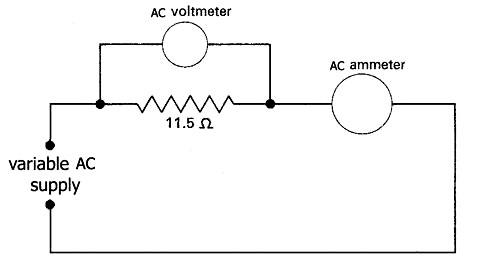 AC voltmeter
AC ammeter
11.5 Ω
variable AC
supply